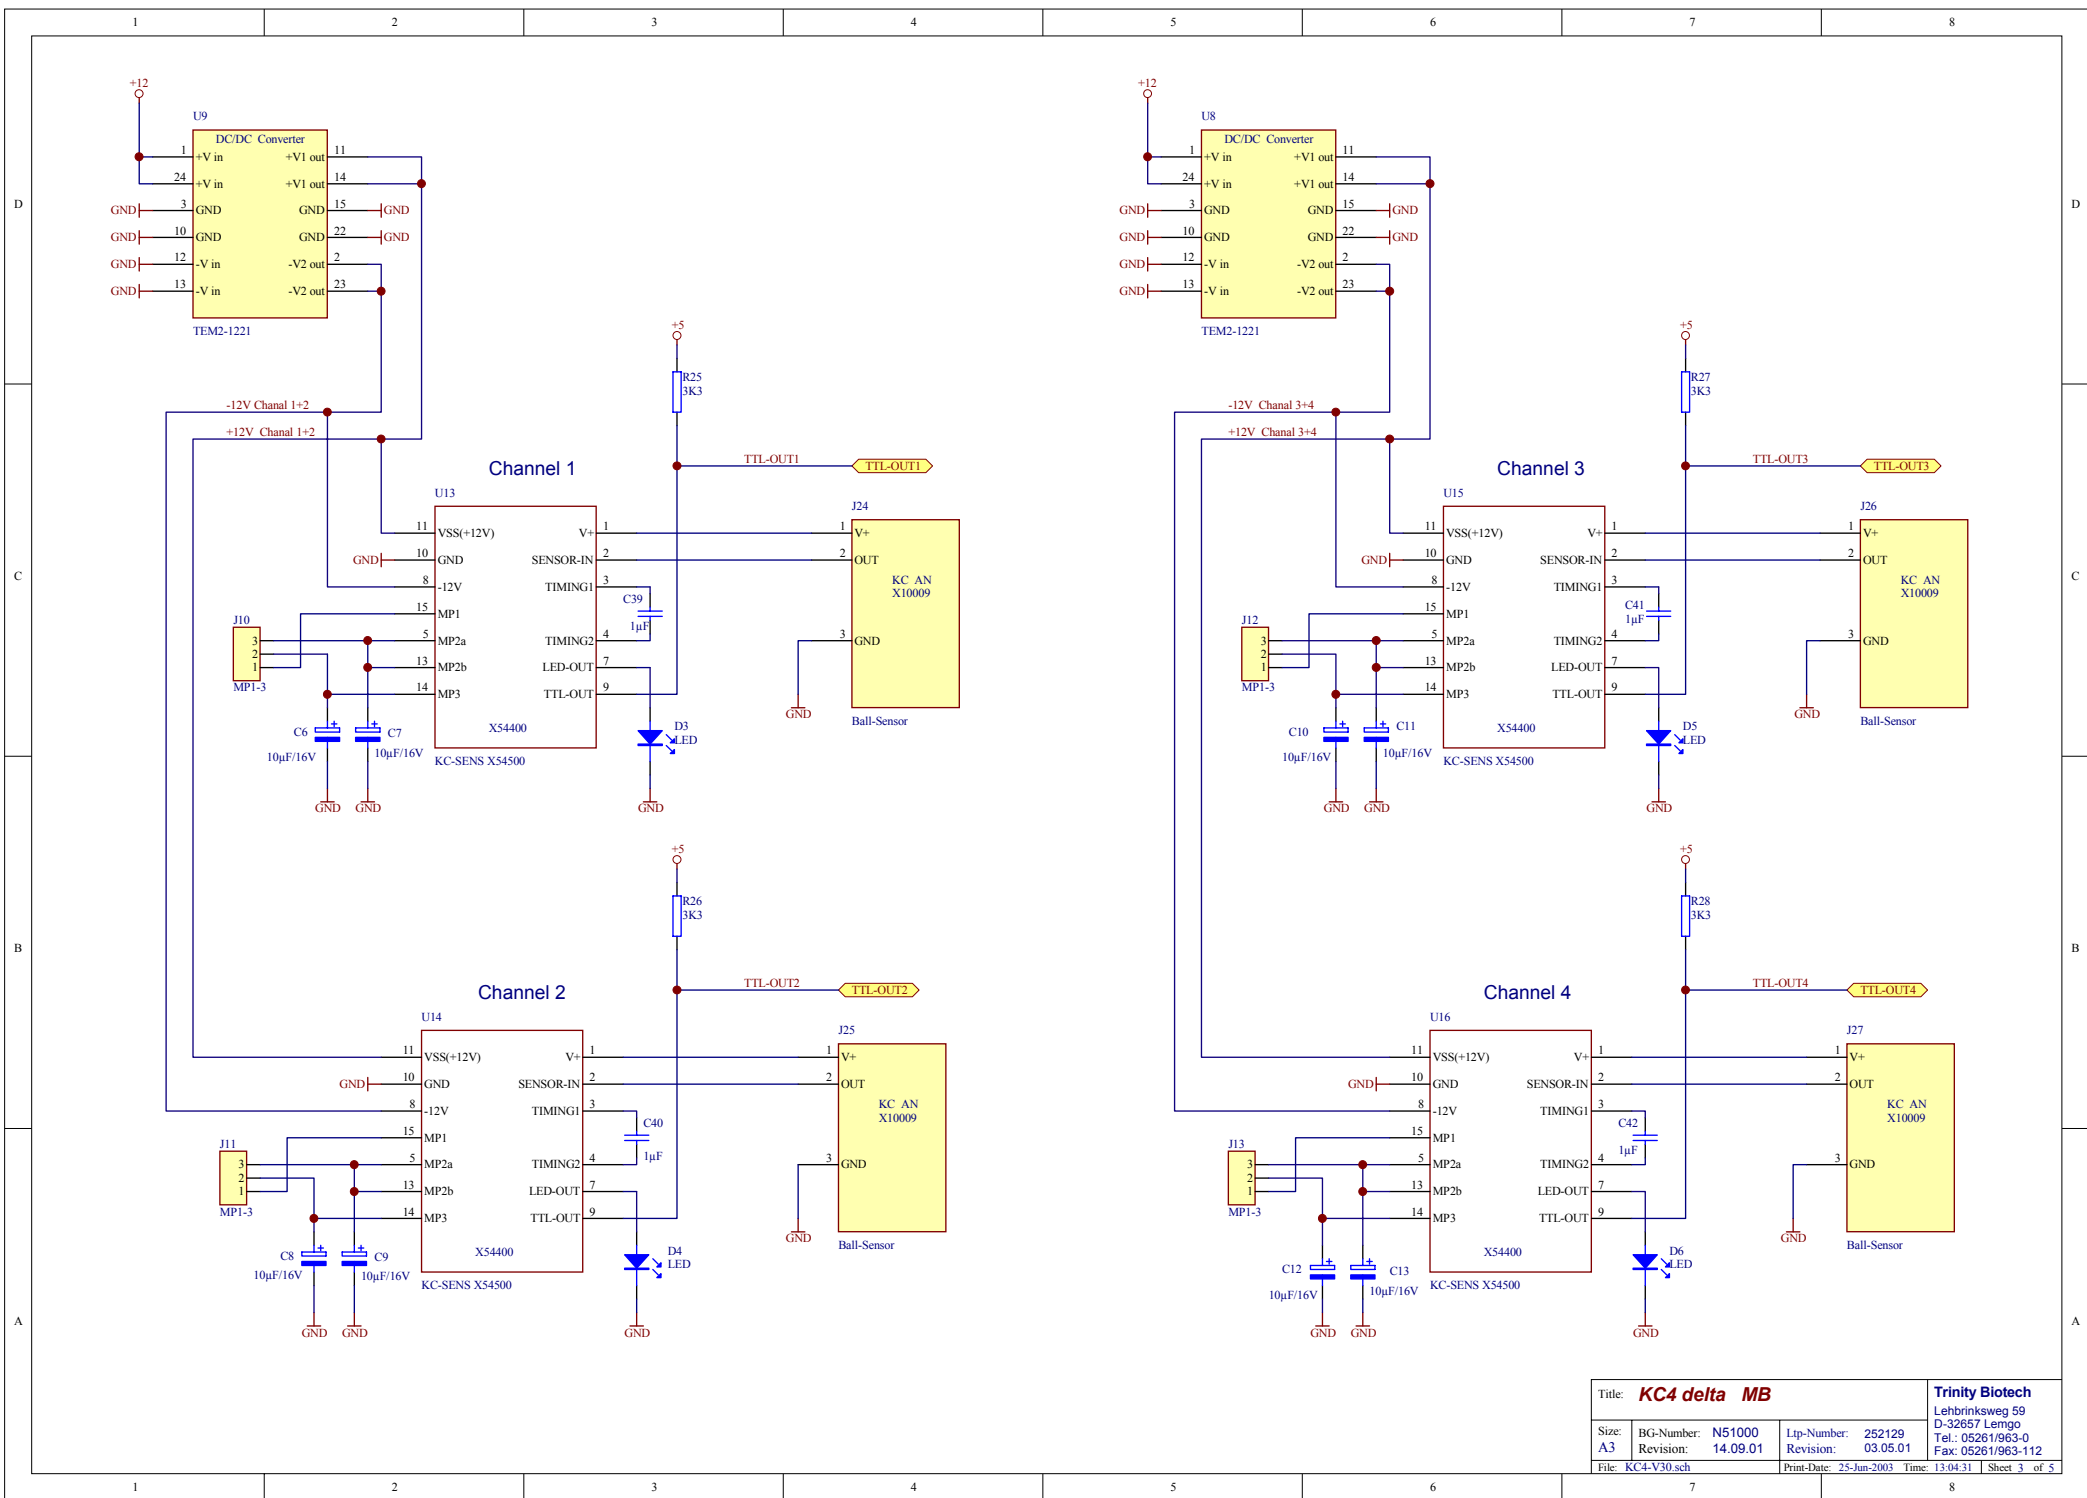 1 2 3 4 5 6 7 8
D D
C C
B B
A A
+12
U9
DC/DC Converter
1 +V in +V1 out 11
24 +V in +V1 out 14
GND 3 GND GND 15 GND
GND 10 GND GND 22 GND
GND 12 -V in -V2 out 2
GND 13 -V in -V2 out 23
TEM2-1221
-12V Chanal 1+2
+12V Chanal 1+2
+5
R25
3K3
TTL-OUT1 TTL-OUT1
Channel 1
U13
11 VSS(+12V) V+ 1
GND 10 GND SENSOR-IN 2
8 -12V TIMING1 3
15 MP1
5 MP2a TIMING2 4
13 MP2b LED-OUT 7
14 MP3 TTL-OUT 9
X54400
KC-SENS X54500
J10
3
2
1
MP1-3
C6
10µF/16V
C7
10µF/16V
GND GND
C39
1µF
D3
LED
GND
J24
1 V+
2 OUT
KC AN
X10009
3 GND
GND
Ball-Sensor
+5
R26
3K3
TTL-OUT2 TTL-OUT2
Channel 2
U14
11 VSS(+12V) V+ 1
GND 10 GND SENSOR-IN 2
8 -12V TIMING1 3
15 MP1
5 MP2a TIMING2 4
13 MP2b LED-OUT 7
14 MP3 TTL-OUT 9
X54400
KC-SENS X54500
J11
3
2
1
MP1-3
C8
10µF/16V
C9
10µF/16V
GND GND
C40
1µF
D4
LED
GND
J25
1 V+
2 OUT
KC AN
X10009
3 GND
GND
Ball-Sensor
+12
U8
DC/DC Converter
1 +V in +V1 out 11
24 +V in +V1 out 14
GND 3 GND GND 15 GND
GND 10 GND GND 22 GND
GND 12 -V in -V2 out 2
GND 13 -V in -V2 out 23
TEM2-1221
-12V Chanal 3+4
+12V Chanal 3+4
+5
R27
3K3
TTL-OUT3 TTL-OUT3
Channel 3
U15
11 VSS(+12V) V+ 1
GND 10 GND SENSOR-IN 2
8 -12V TIMING1 3
15 MP1
5 MP2a TIMING2 4
13 MP2b LED-OUT 7
14 MP3 TTL-OUT 9
X54400
KC-SENS X54500
J12
3
2
1
MP1-3
C10
10µF/16V
C11
10µF/16V
GND GND
C41
1µF
D5
LED
GND
J26
1 V+
2 OUT
KC AN
X10009
3 GND
GND
Ball-Sensor
+5
R28
3K3
TTL-OUT4 TTL-OUT4
Channel 4
U16
11 VSS(+12V) V+ 1
GND 10 GND SENSOR-IN 2
8 -12V TIMING1 3
15 MP1
5 MP2a TIMING2 4
13 MP2b LED-OUT 7
14 MP3 TTL-OUT 9
X54400
KC-SENS X54500
J13
3
2
1
MP1-3
C12
10µF/16V
C13
10µF/16V
GND GND
C42
1µF
D6
LED
GND
J27
1 V+
2 OUT
KC AN
X10009
3 GND
GND
Ball-Sensor
Title: KC4 delta MB
Trinity Biotech
Lehbrinksweg 59
D-32657 Lemgo
Tel.: 05261/963-0
Fax: 05261/963-112
Size: A3
BG-Number: N51000
Revision: 14.09.01
Ltp-Number: 252129
Revision: 03.05.01
File: KC4-V30.sch
Print-Date: 25-Jun-2003 Time: 13:04:31 Sheet 3 of 5
1 2 3 4 5 6 7 8